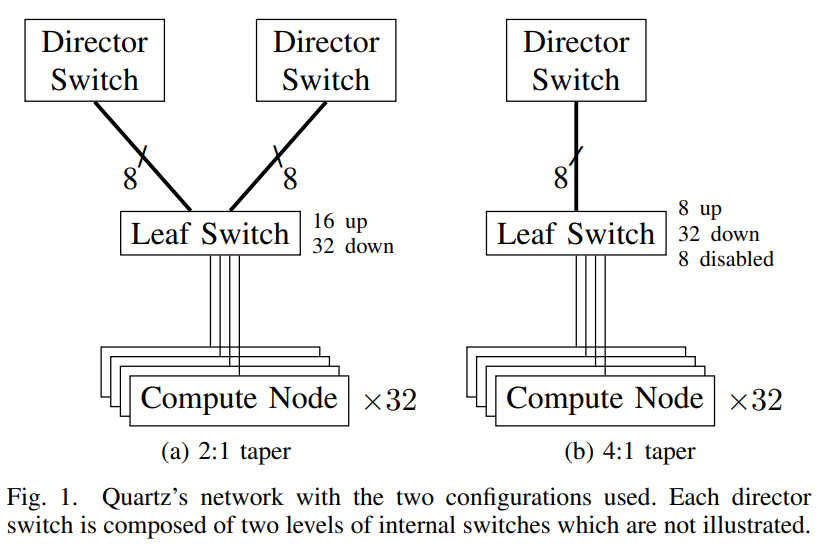 Director
Switch
Director
Switch
8
8
Leaf Switch
16 up
32 down
Compute Node
×32
(a) 2:1 taper
Director
Switch
8
Leaf Switch
8 up
32 down
8 disabled
Compute Node
×32
(b) 4:1 taper
Fig. 1. Quartz's network with the two configurations used. Each director
switch is composed of two levels of internal switches which are not illustrated.